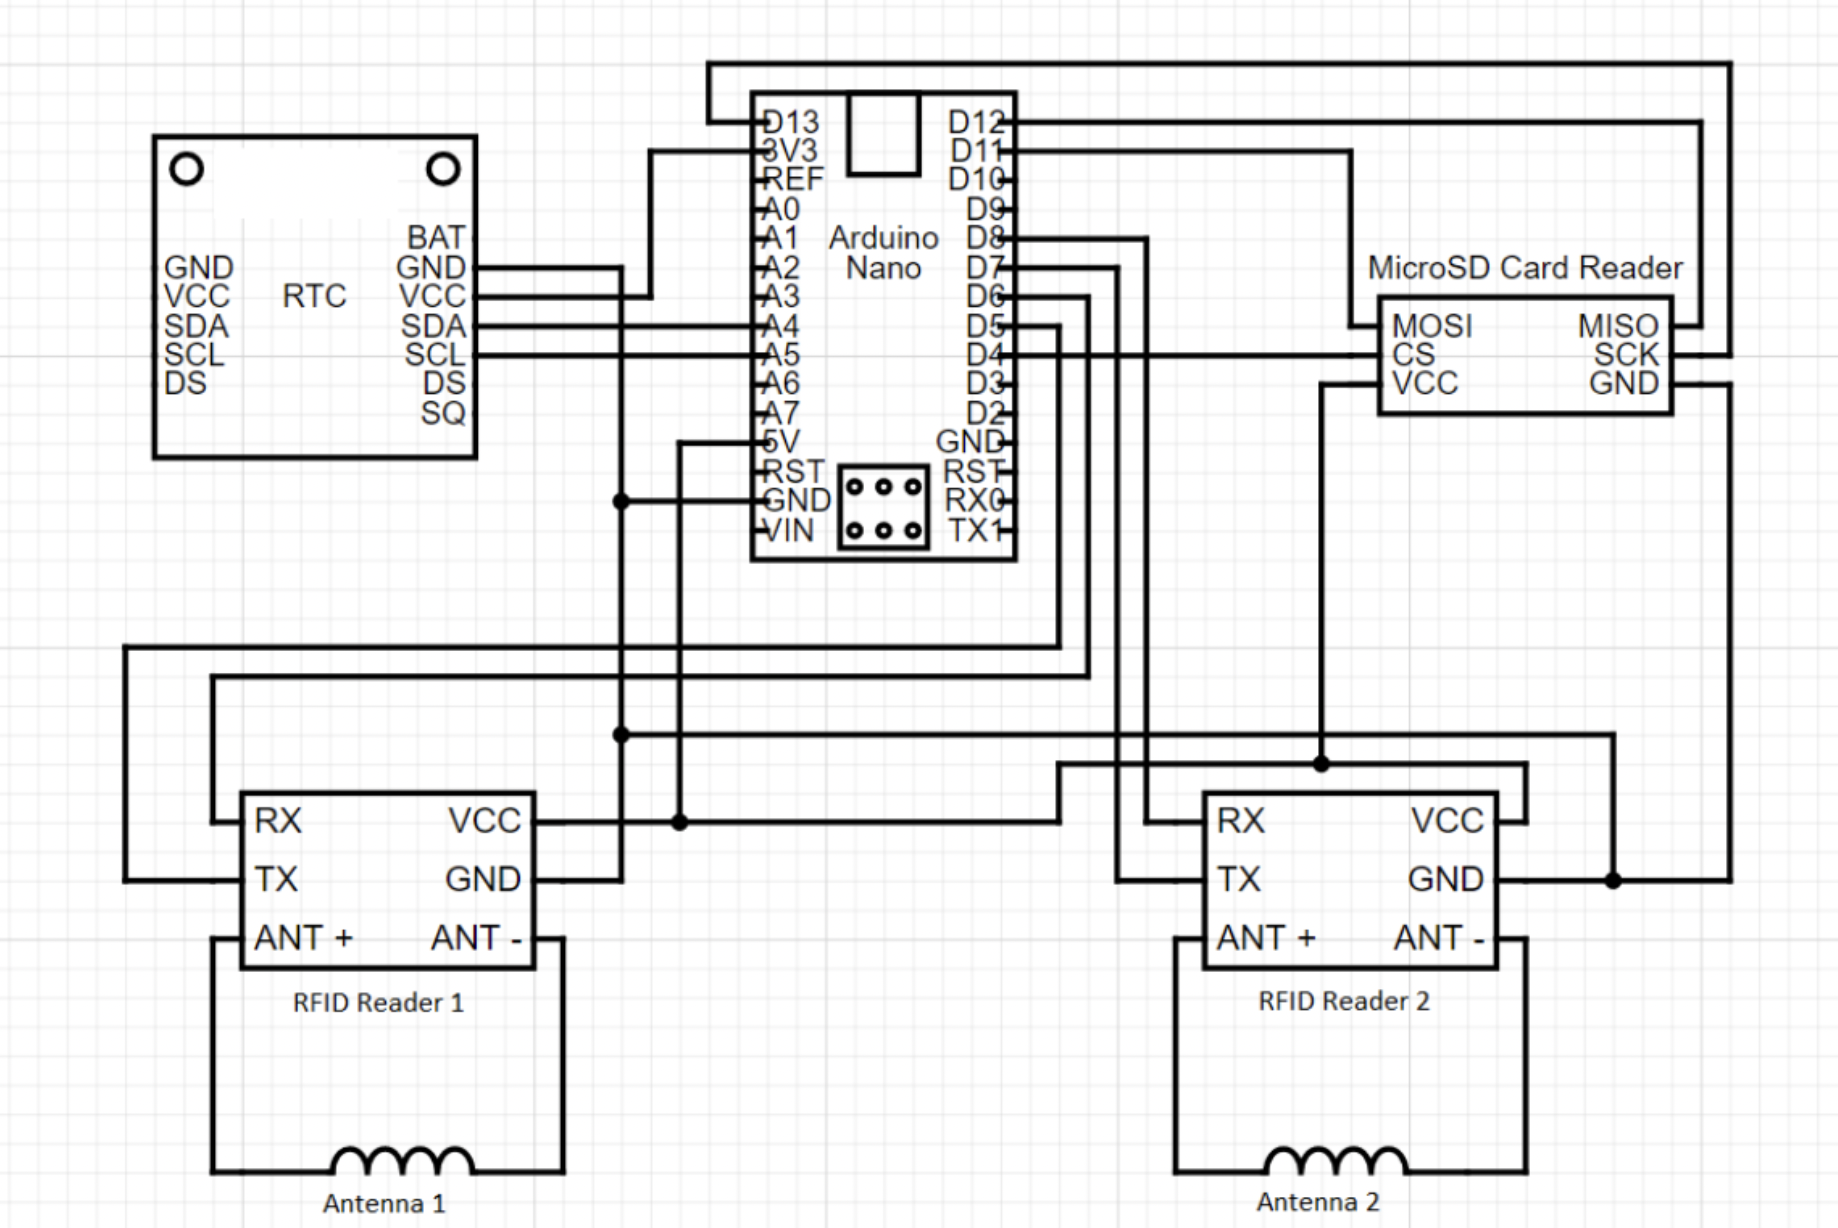 D13
3V3
REF
A0
A1
A2
A3
A4
A5
A6
A7
5V
RST
GND
VIN
Arduino
Nano
D12
D11
D10
D9
D8
D7
D6
D5
D4
D3
D2
GND
RST
RX0
TX1
GND
VCC
SDA
SCL
DS
RTC
BAT
GND
VCC
SDA
SCL
DS
SQ
MicroSD Card Reader
MOSI MISO
CS SCK
VCC GND
RX VCC
TX GND
ANT + ANT -
RFID Reader 1
Antenna 1
RX VCC
TX GND
ANT + ANT -
RFID Reader 2
Antenna 2